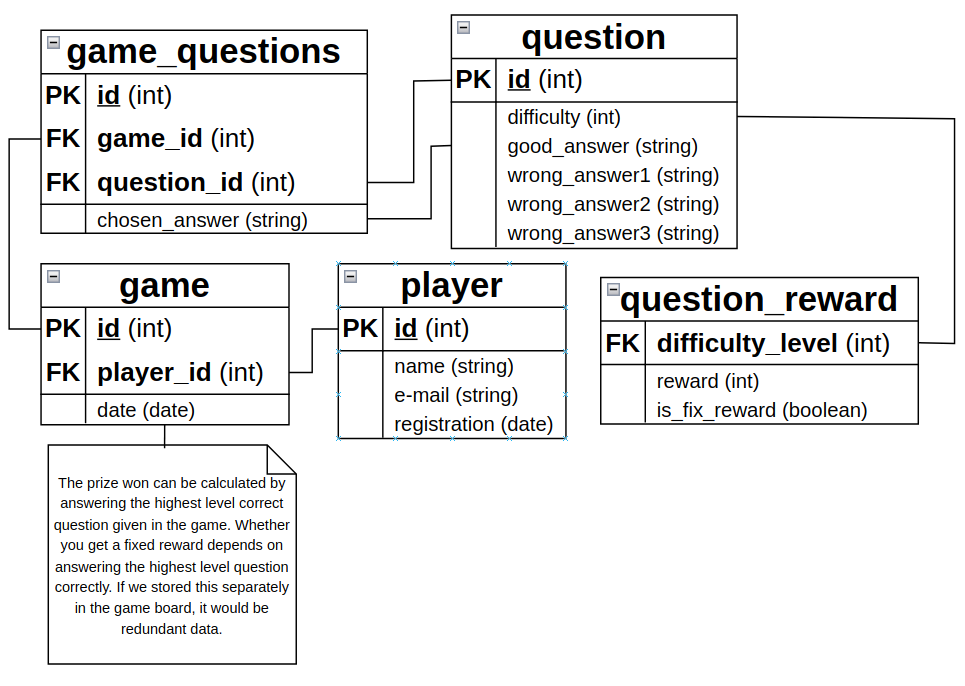 game_questions
PK id (int)
FK game_id (int)
FK question_id (int)
chosen_answer (string)
question
PK id (int)
difficulty (int)
good_answer (string)
wrong_answer1 (string)
wrong_answer2 (string)
wrong_answer3 (string)
game
PK id (int)
FK player_id (int)
date (date)
player
PK id (int)
name (string)
e-mail (string)
registration (date)
question_reward
FK difficulty_level (int)
reward (int)
is_fix_reward (boolean)
The prize won can be calculated by
answering the highest level correct
question given in the game. Whether
you get a fixed reward depends on
answering the highest level question
correctly. If we stored this separately
in the game board, it would be
redundant data.